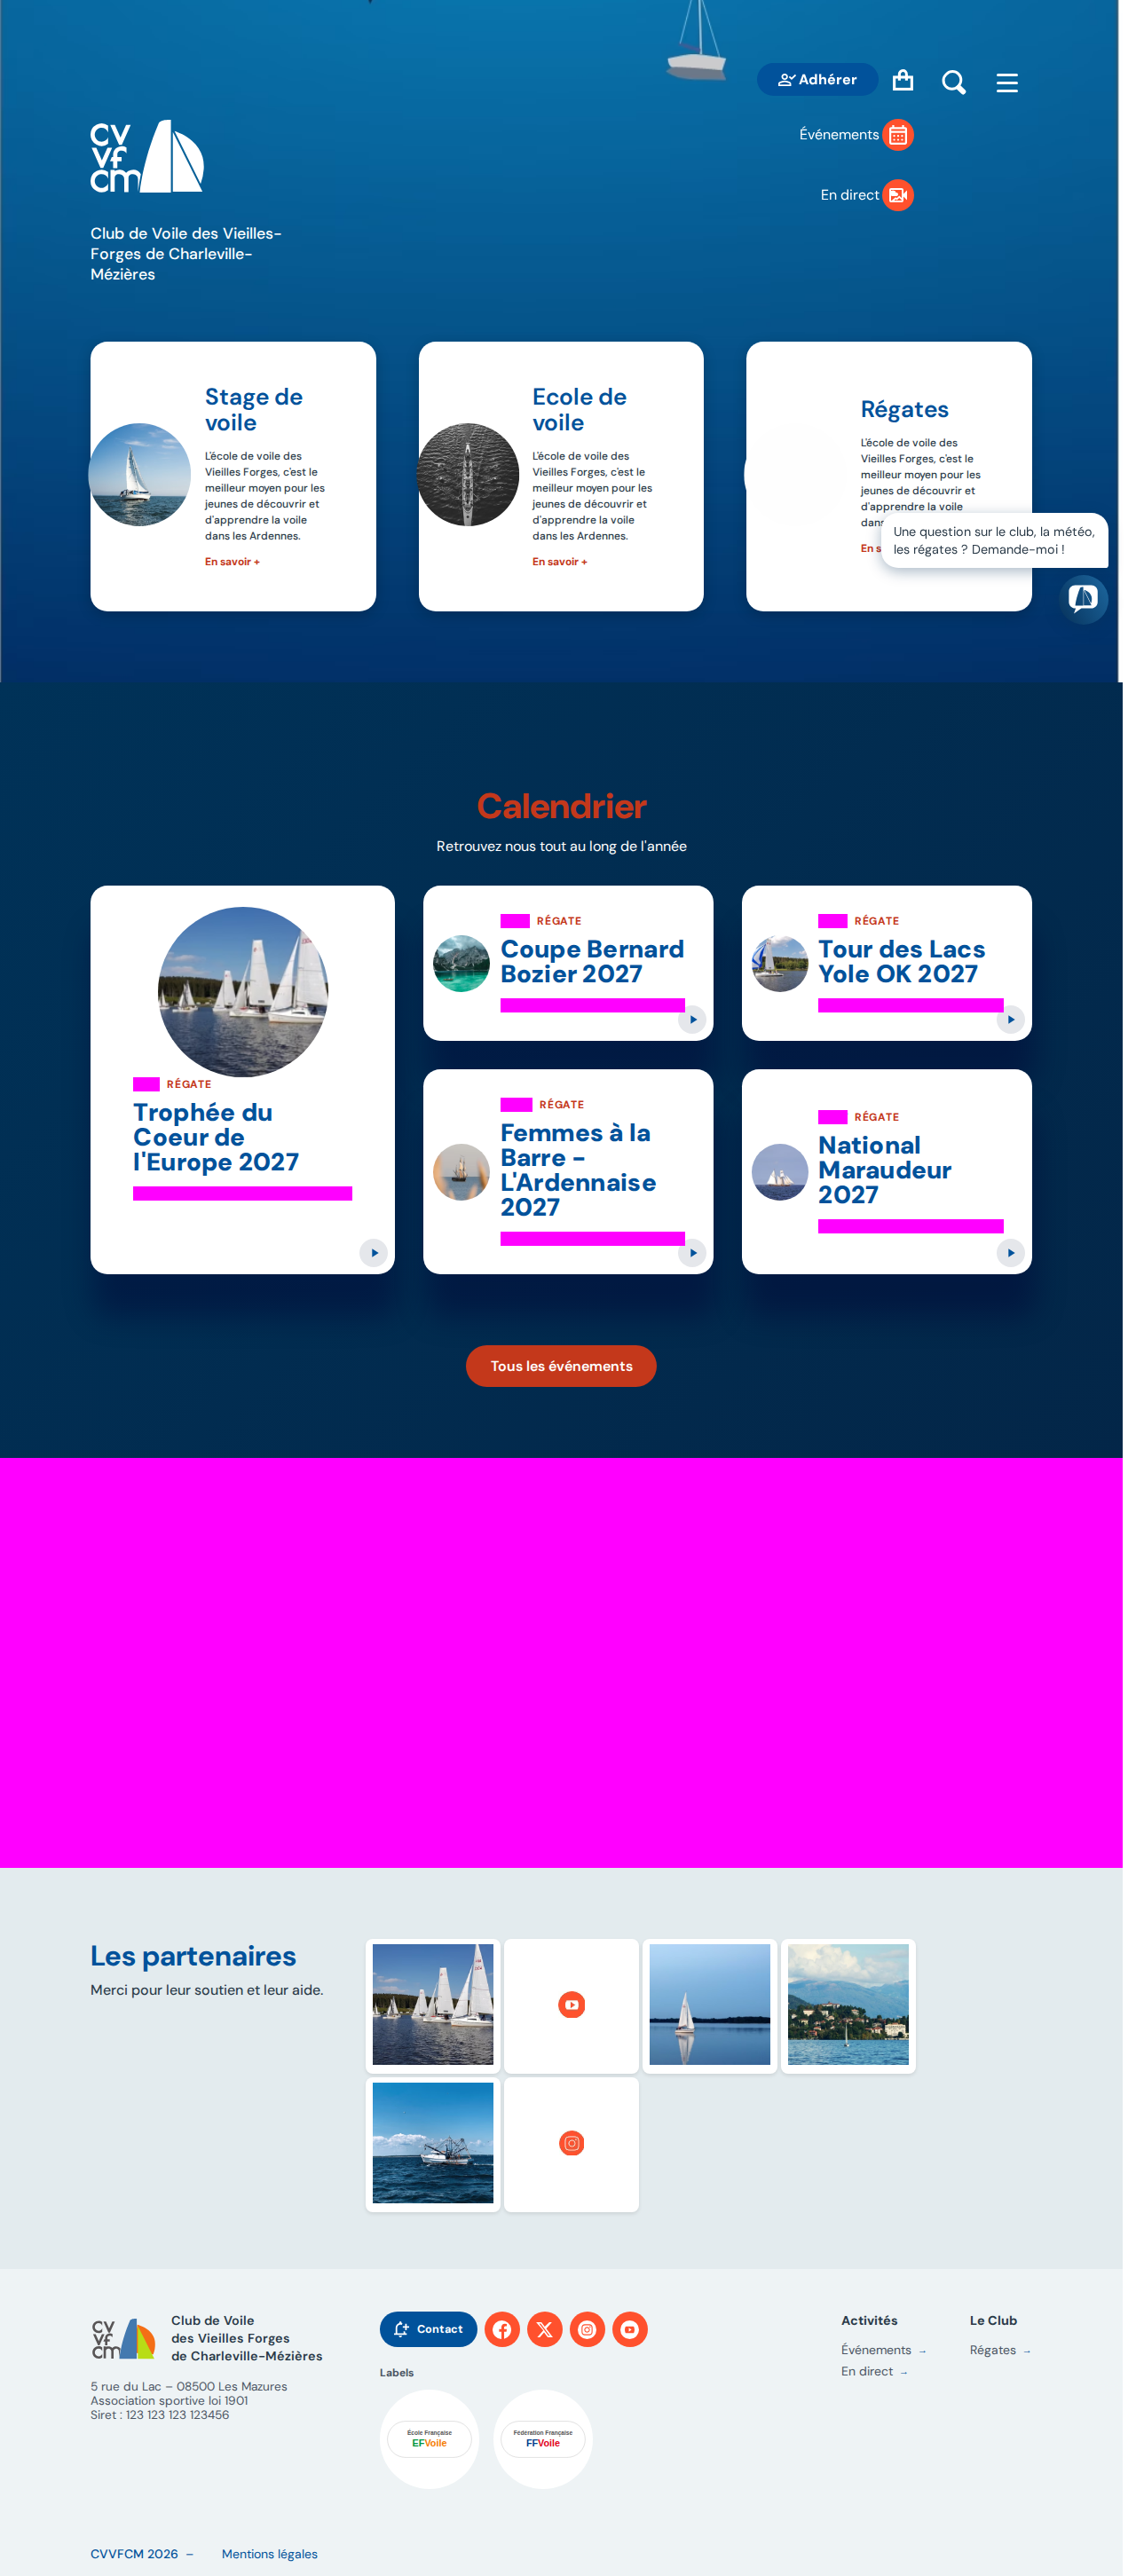 Adhérer
Événements
En direct
cv
vf
cm
Club de Voile des Vieilles-
Forges de Charleville-
Mézières
Stage de
voile
L'école de voile des
Vieilles Forges, c'est le
meilleur moyen pour les
jeunes de découvrir et
d'apprendre la voile
dans les Ardennes.
En savoir +
Ecole de
voile
L'école de voile des
Vieilles Forges, c'est le
meilleur moyen pour les
jeunes de découvrir et
d'apprendre la voile
dans les Ardennes.
En savoir +
Régates
L'école de voile des
Vieilles Forges, c'est le
meilleur moyen pour les
jeunes de découvrir et
d'apprendre la voile
Une question sur le club, la météo,
les régates ? Demande-moi !
Calendrier
Retrouvez nous tout au long de l'année
RÉGATE
Trophée du
Coeur de
l'Europe 2027
RÉGATE
Coupe Bernard
Bozier 2027
RÉGATE
Tour des Lacs
Yole OK 2027
RÉGATE
Femmes à la
Barre -
L'Ardennaise
2027
RÉGATE
National
Maraudeur
2027
Tous les événements
Les partenaires
Merci pour leur soutien et leur aide.
cv
vf
cm
Club de Voile
des Vieilles Forges
de Charleville-Mézières
5 rue du Lac – 08500 Les Mazures
Association sportive loi 1901
Siret : 123 123 123 123456
Contact
Labels
École Française
EFVoile
Fédération Française
FFVoile
Activités
Événements →
En direct →
Le Club
Régates →
CVVFCM 2026 –
Mentions légales